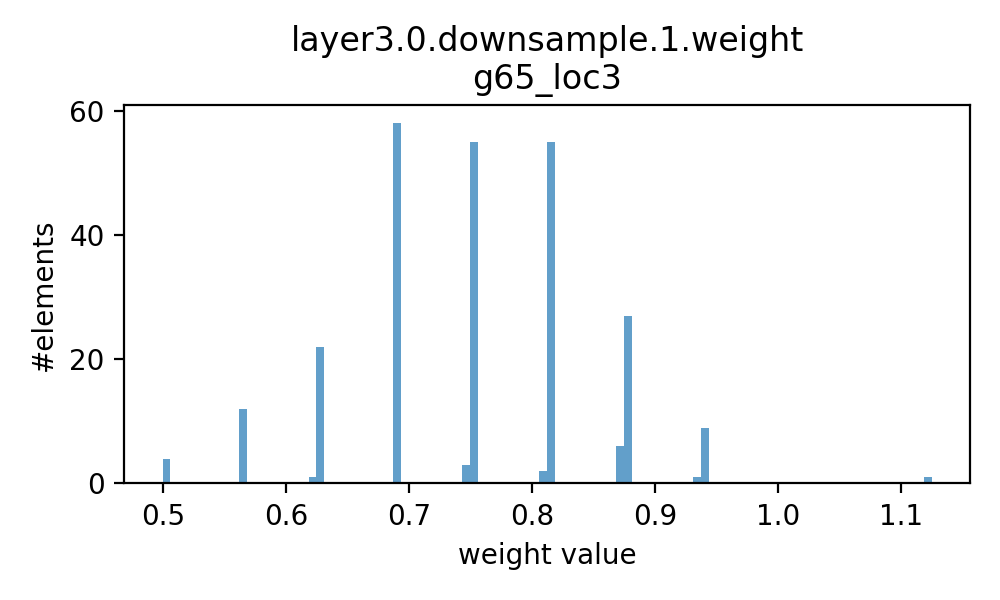 layer3.0.downsample.1.weight
g65_loc3
60
40
20
0
#elements
0.5 0.6 0.7 0.8 0.9 1.0 1.1
weight value